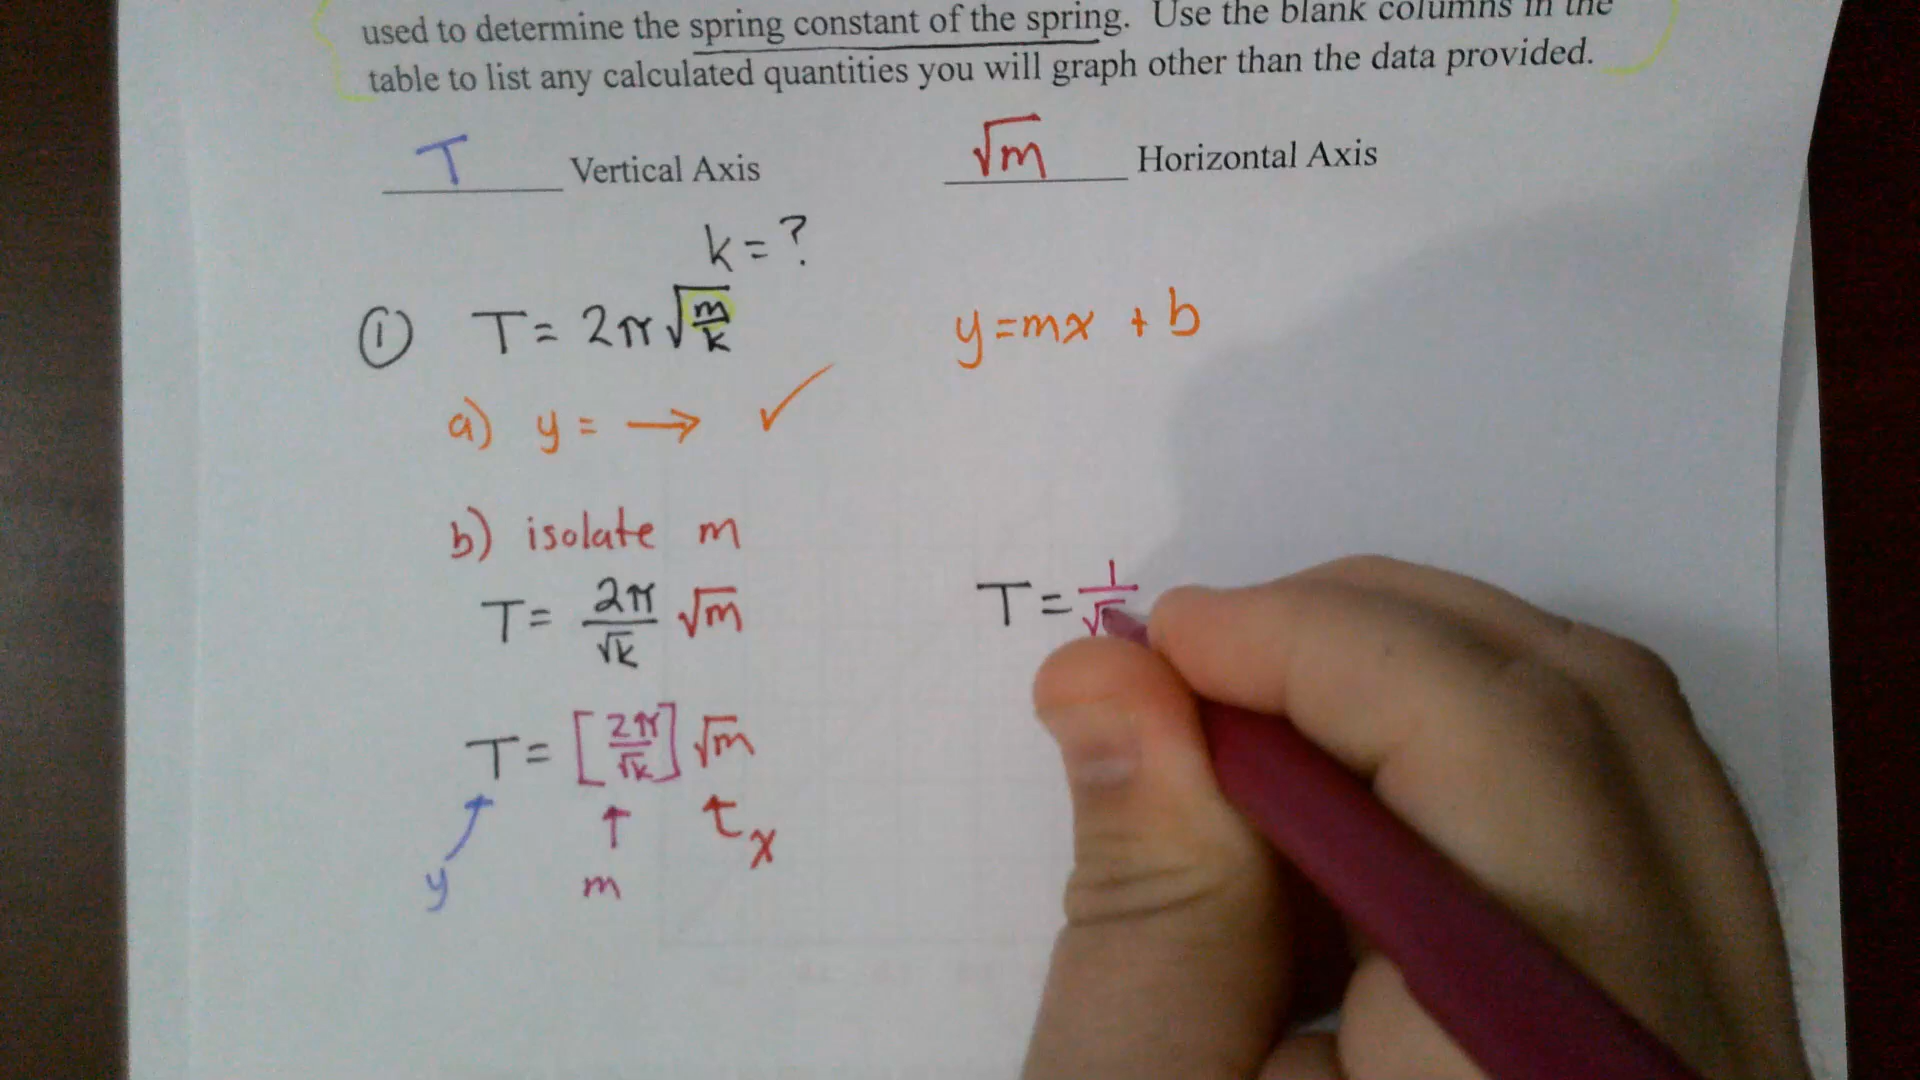 used to determine the spring constant of the spring. Use the blank columns in the
table to list any calculated quantities you will graph other than the data provided.
T Vertical Axis √m Horizontal Axis
k = ?
① T = 2π√(m/k) y = mx + b
a) y = → ✓
b) isolate m
T = 2π/√k √m T = 1/√
T = [2π/√k] √m
↑ ↑ ↑
y m x